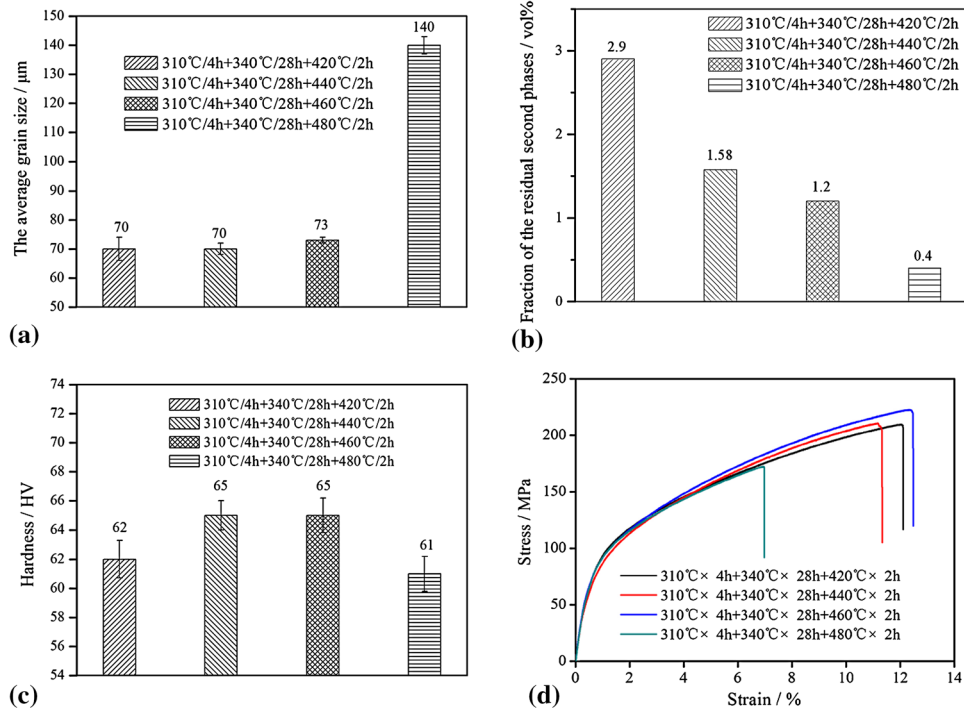 150
140
130
120
110
100
90
80
70
60
50
The average grain size / μm
310℃/4h+340℃/28h+420℃/2h
310℃/4h+340℃/28h+440℃/2h
310℃/4h+340℃/28h+460℃/2h
310℃/4h+340℃/28h+480℃/2h
70
70
73
140
(a)
3
2
1
0
Fraction of the residual second phases / vol%
310℃/4h+340℃/28h+420℃/2h
310℃/4h+340℃/28h+440℃/2h
310℃/4h+340℃/28h+460℃/2h
310℃/4h+340℃/28h+480℃/2h
2.9
1.58
1.2
0.4
(b)
74
72
70
68
66
64
62
60
58
56
54
Hardness / HV
310℃/4h+340℃/28h+420℃/2h
310℃/4h+340℃/28h+440℃/2h
310℃/4h+340℃/28h+460℃/2h
310℃/4h+340℃/28h+480℃/2h
62
65
65
61
(c)
250
200
150
100
50
0
Stress / MPa
310℃× 4h+340℃× 28h+420℃× 2h
310℃× 4h+340℃× 28h+440℃× 2h
310℃× 4h+340℃× 28h+460℃× 2h
310℃× 4h+340℃× 28h+480℃× 2h
0 2 4 6 8 10 12 14
Strain / %
(d)